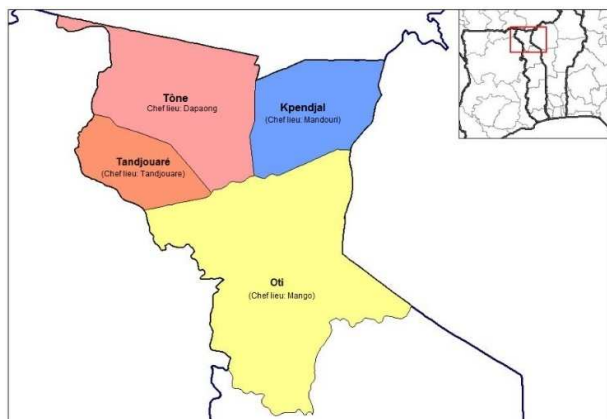 Tône
Chef lieu: Dapaong
Kpendjal
(Chef lieu: Mandouri)
Tandjouaré
(Chef lieu: Tandjouare)
Oti
(Chef lieu: Mango)